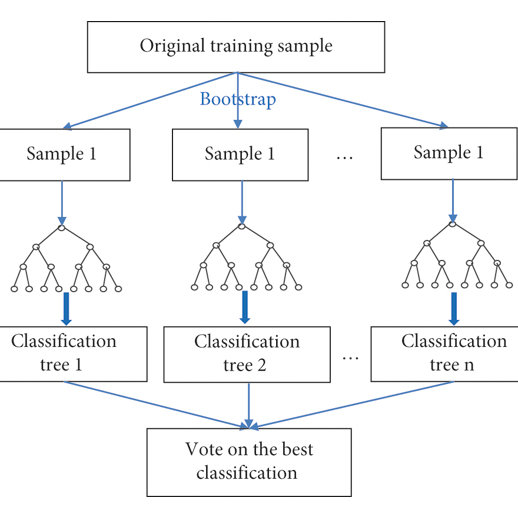 Original training sample
Bootstrap
Sample 1
Sample 1
...
Sample 1
Classification
tree 1
Classification
tree 2
...
Classification
tree n
Vote on the best
classification